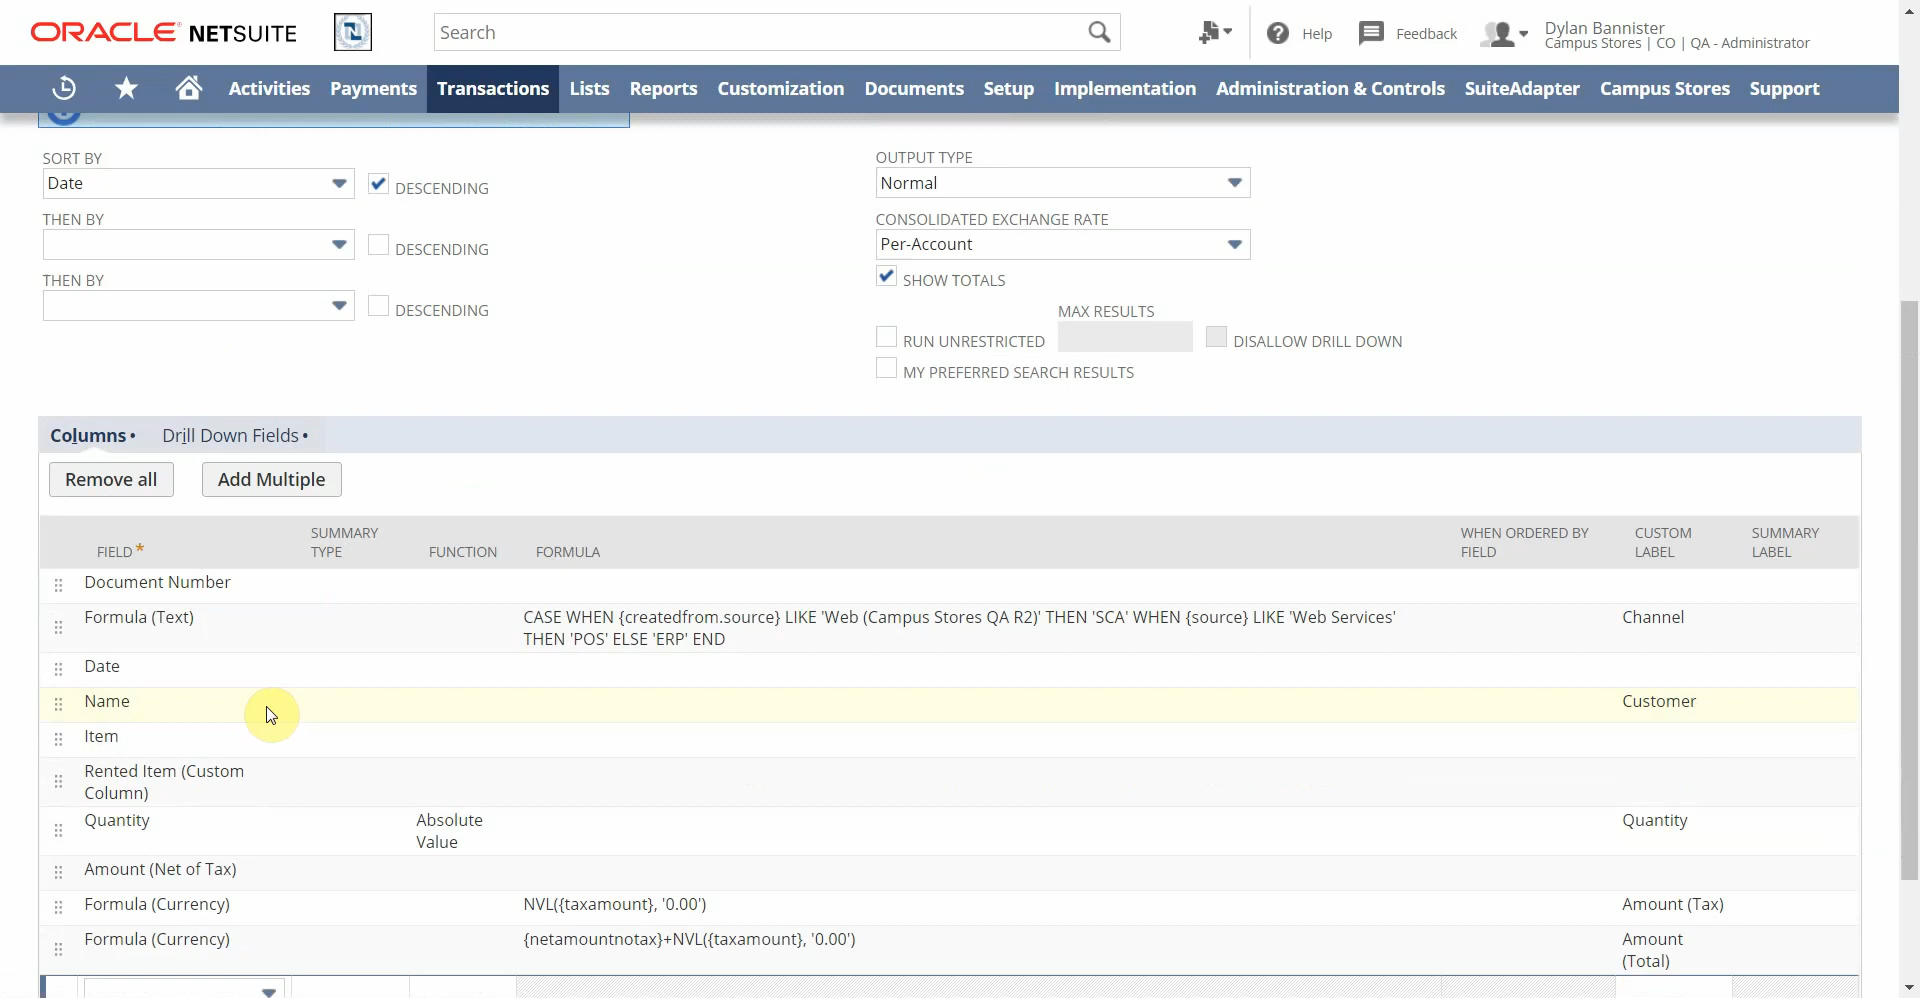 ORACLE NETSUITE
N
Search
Help
Feedback
Dylan Bannister
Campus Stores | CO | QA - Administrator
Activities Payments Transactions Lists Reports Customization Documents Setup Implementation Administration & Controls SuiteAdapter Campus Stores Support
SORT BY
Date
DESCENDING
THEN BY
DESCENDING
THEN BY
DESCENDING
OUTPUT TYPE
Normal
CONSOLIDATED EXCHANGE RATE
Per-Account
SHOW TOTALS
MAX RESULTS
RUN UNRESTRICTED
DISALLOW DRILL DOWN
MY PREFERRED SEARCH RESULTS
Columns •
Drill Down Fields •
Remove all
Add Multiple
FIELD *
SUMMARY
TYPE
FUNCTION
FORMULA
WHEN ORDERED BY
FIELD
CUSTOM
LABEL
SUMMARY
LABEL
Document Number
Formula (Text)
CASE WHEN {createdfrom.source} LIKE 'Web (Campus Stores QA R2)' THEN 'SCA' WHEN {source} LIKE 'Web Services'
THEN 'POS' ELSE 'ERP' END
Channel
Date
Name
Customer
Item
Rented Item (Custom
Column)
Quantity
Absolute
Value
Quantity
Amount (Net of Tax)
Formula (Currency)
NVL({taxamount}, '0.00')
Amount (Tax)
Formula (Currency)
{netamountnotax}+NVL({taxamount}, '0.00')
Amount
(Total)